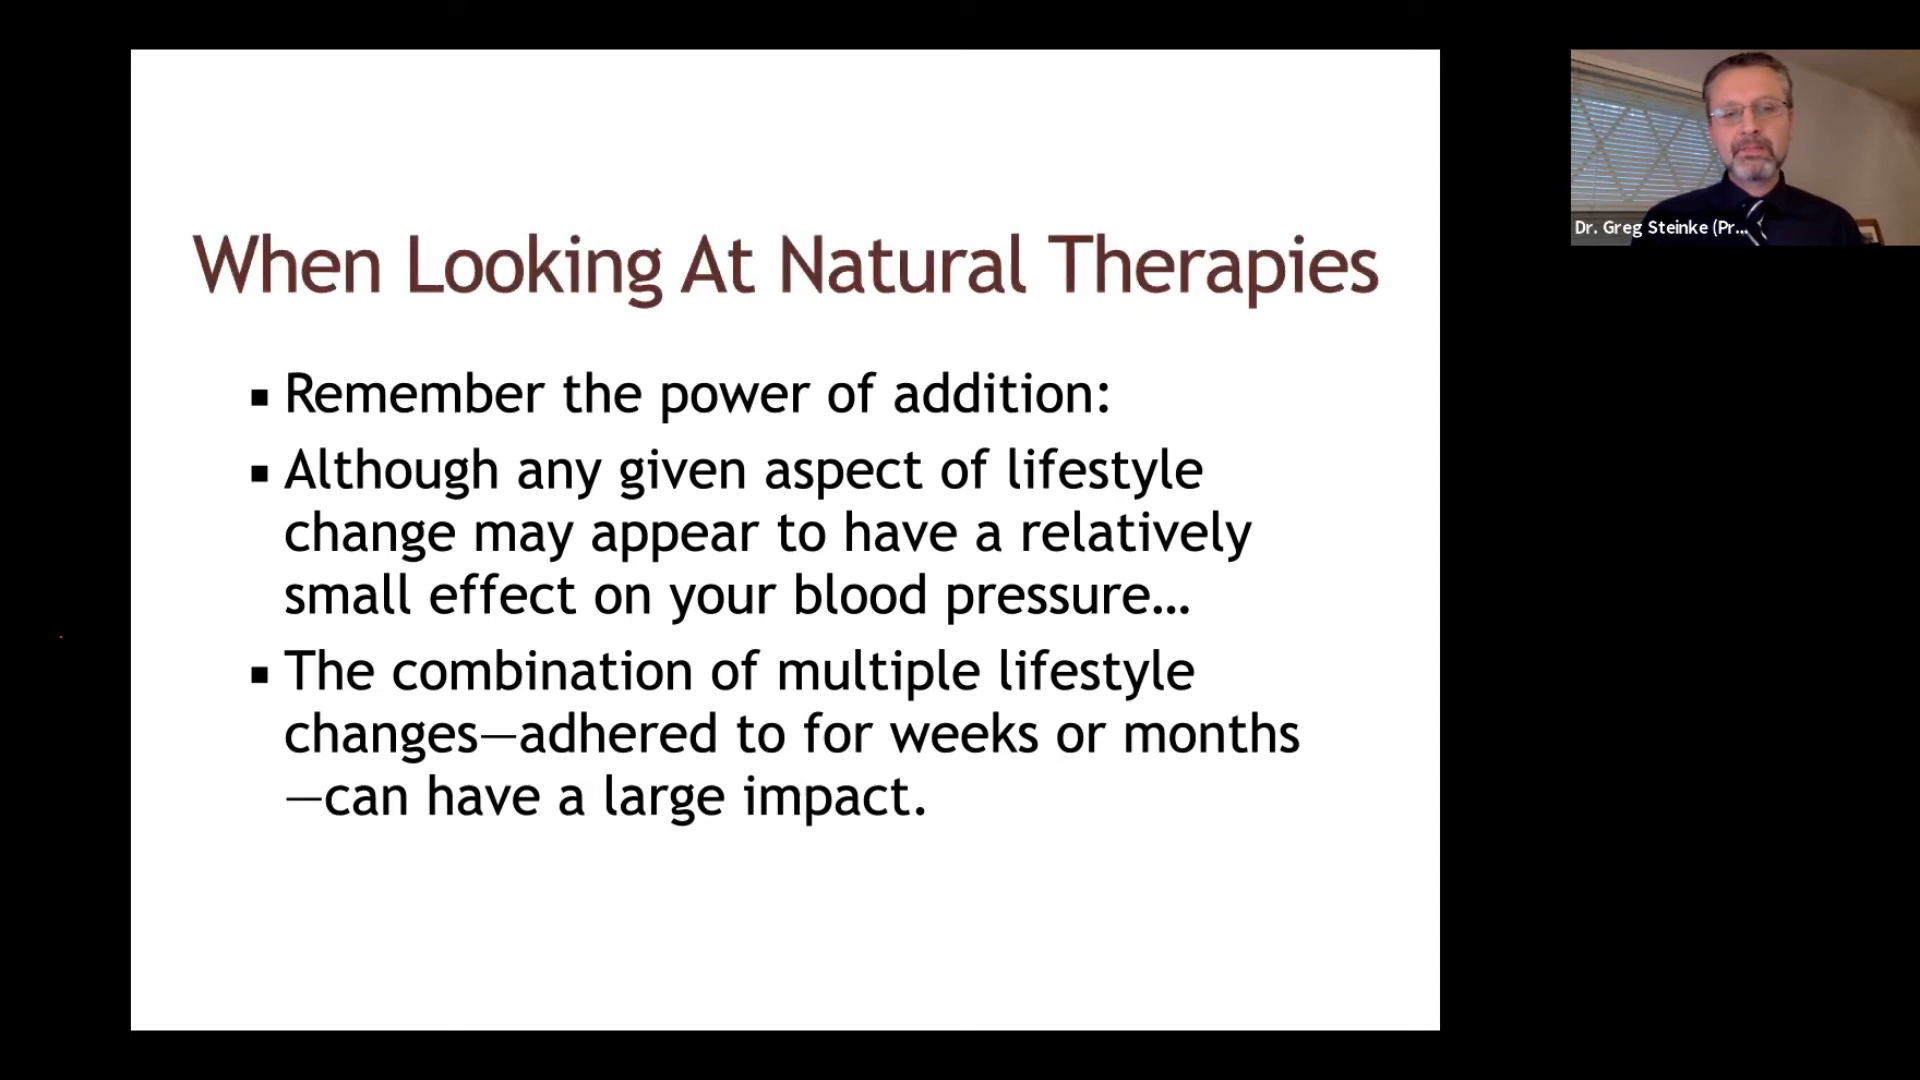 When Looking At Natural Therapies
▪ Remember the power of addition:
▪ Although any given aspect of lifestyle
change may appear to have a relatively
small effect on your blood pressure…
▪ The combination of multiple lifestyle
changes—adhered to for weeks or months
—can have a large impact.
Dr. Greg Steinke (Pr...